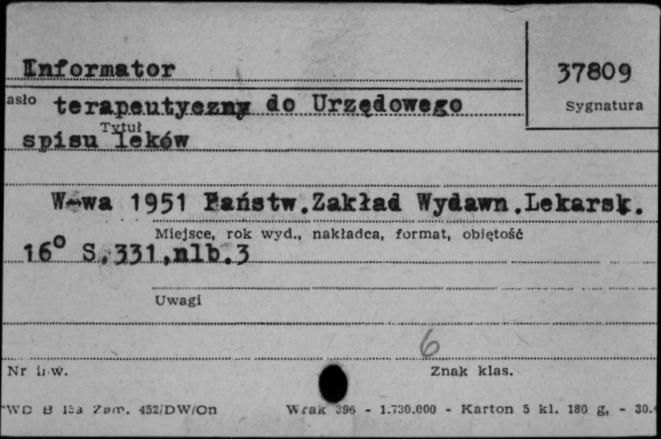 Informator
37809
Sygnatura
asło terapeutyczny do Urzędowego
Tytuł
spisu leków
W-wa 1951 Państw.Zakład Wydawn.Lekarsk.
Miejsce, rok wyd., nakładca, format, objętość
16° S.331,nlb.3
Uwagi
6
Nr inw.
Znak klas.
WD B 13a Zam. 452/DW/On Wrak 396 - 1.730.000 - Karton 5 kl. 180 g, - 30.